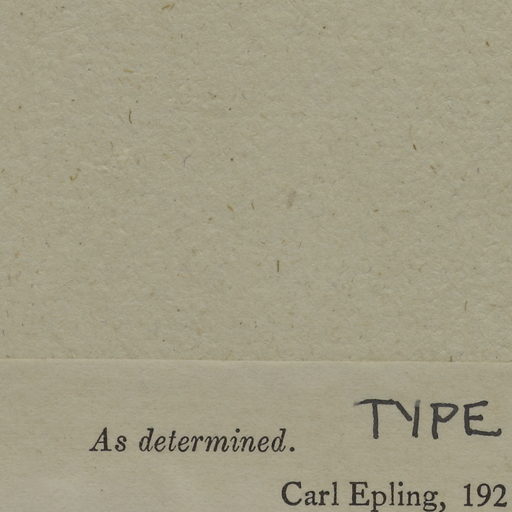 TYPE
As determined.
Carl Epling, 192